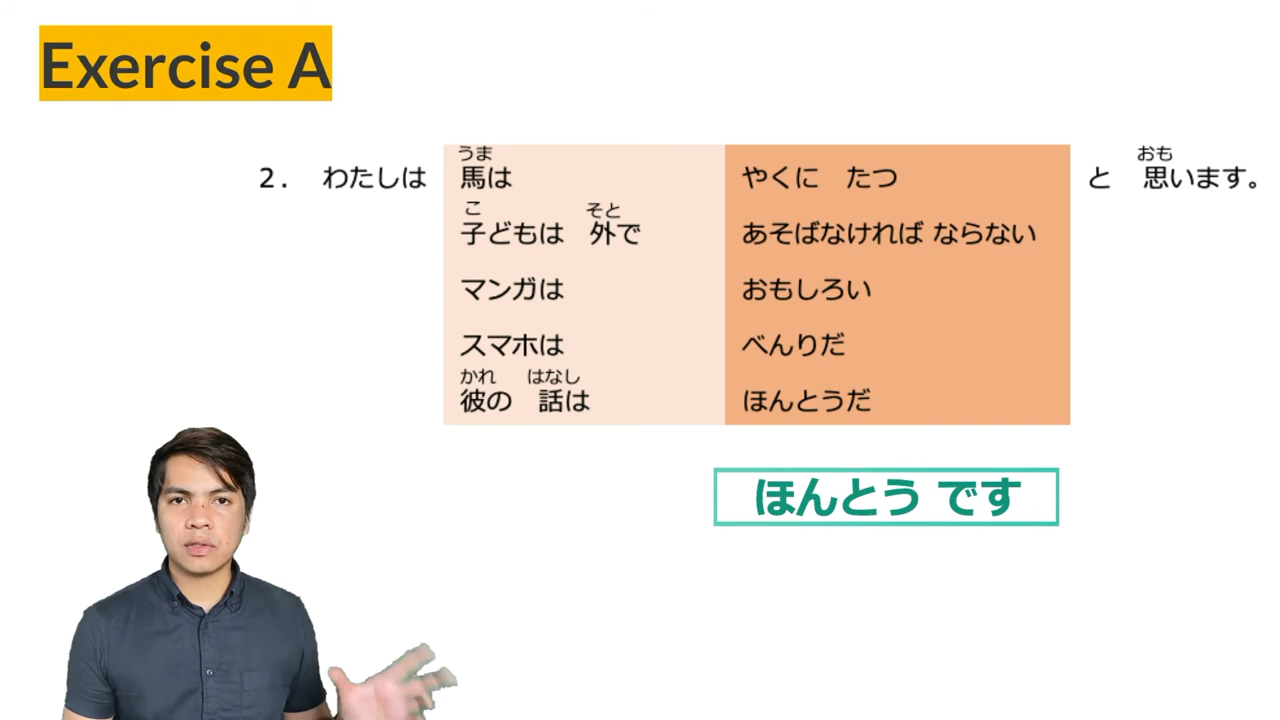 Exercise A
2. わたしは 馬は やくに たつ と 思います。
うま おも
子どもは 外で あそばなければ ならない
こ そと
マンガは おもしろい
スマホは べんりだ
彼の 話は ほんとうだ
かれ はなし
ほんとう です